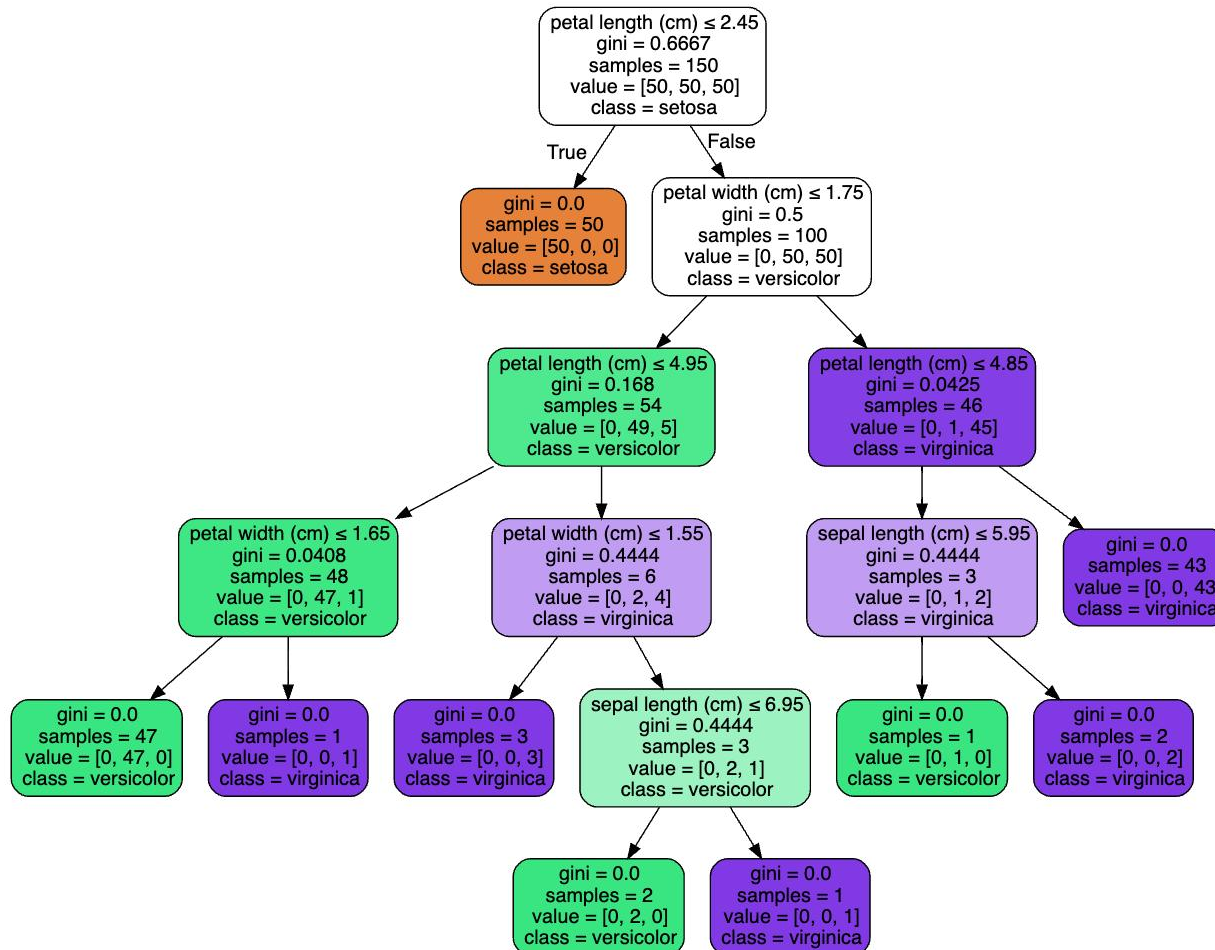 petal length (cm) ≤ 2.45
gini = 0.6667
samples = 150
value = [50, 50, 50]
class = setosa
True
False
gini = 0.0
samples = 50
value = [50, 0, 0]
class = setosa
petal width (cm) ≤ 1.75
gini = 0.5
samples = 100
value = [0, 50, 50]
class = versicolor
petal length (cm) ≤ 4.95
gini = 0.168
samples = 54
value = [0, 49, 5]
class = versicolor
petal length (cm) ≤ 4.85
gini = 0.0425
samples = 46
value = [0, 1, 45]
class = virginica
petal width (cm) ≤ 1.65
gini = 0.0408
samples = 48
value = [0, 47, 1]
class = versicolor
petal width (cm) ≤ 1.55
gini = 0.4444
samples = 6
value = [0, 2, 4]
class = virginica
sepal length (cm) ≤ 5.95
gini = 0.4444
samples = 3
value = [0, 1, 2]
class = virginica
gini = 0.0
samples = 43
value = [0, 0, 43
class = virginica
gini = 0.0
samples = 47
value = [0, 47, 0]
class = versicolor
gini = 0.0
samples = 1
value = [0, 0, 1]
class = virginica
gini = 0.0
samples = 3
value = [0, 0, 3]
class = virginica
sepal length (cm) ≤ 6.95
gini = 0.4444
samples = 3
value = [0, 2, 1]
class = versicolor
gini = 0.0
samples = 1
value = [0, 1, 0]
class = versicolor
gini = 0.0
samples = 2
value = [0, 0, 2]
class = virginica
gini = 0.0
samples = 2
value = [0, 2, 0]
class = versicolor
gini = 0.0
samples = 1
value = [0, 0, 1]
class = virginica